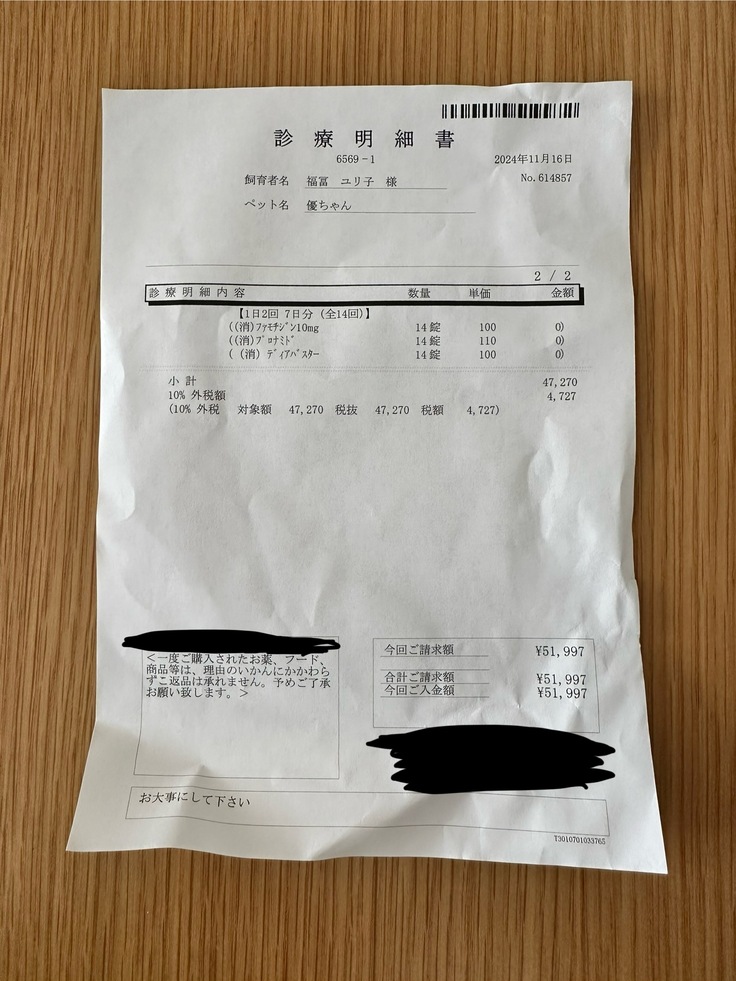 診療明細書
6569-1
2024年11月16日
飼育者名 福冨 ユリ子 様
No.614857
ペット名 優ちゃん
2 / 2
診療明細内容 数量 単価 金額
【1日2回 7日分 (全14回)】
((消)ﾌｧﾓﾁｼﾞﾝ10mg 14錠 100 0)
((消)ﾌﾟﾛﾅﾐﾄﾞ 14錠 110 0)
( (消) ﾃﾞｨｱﾊﾞｽﾀｰ 14錠 100 0)
小 計 47,270
10% 外税額 4,727
(10% 外税 対象額 47,270 税抜 47,270 税額 4,727)
＜一度ご購入されたお薬、フード、
商品等は、理由のいかんにかかわら
ずご返品は承れません。予めご了承
お願い致します。＞
今回ご請求額 ¥51,997
合計ご請求額 ¥51,997
今回ご入金額 ¥51,997
お大事にして下さい
T3010701033765